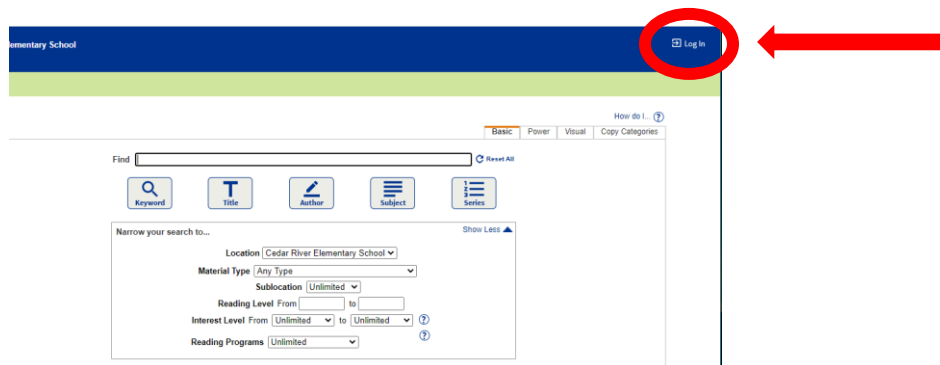 Elementary School
Log In
How do I... ?
Basic Power Visual Copy Categories
Find Reset All
Keyword Title Author Subject Series
Narrow your search to... Show Less
Location Cedar River Elementary School
Material Type Any Type
Sublocation Unlimited
Reading Level From to
Interest Level From Unlimited to Unlimited ?
Reading Programs Unlimited ?